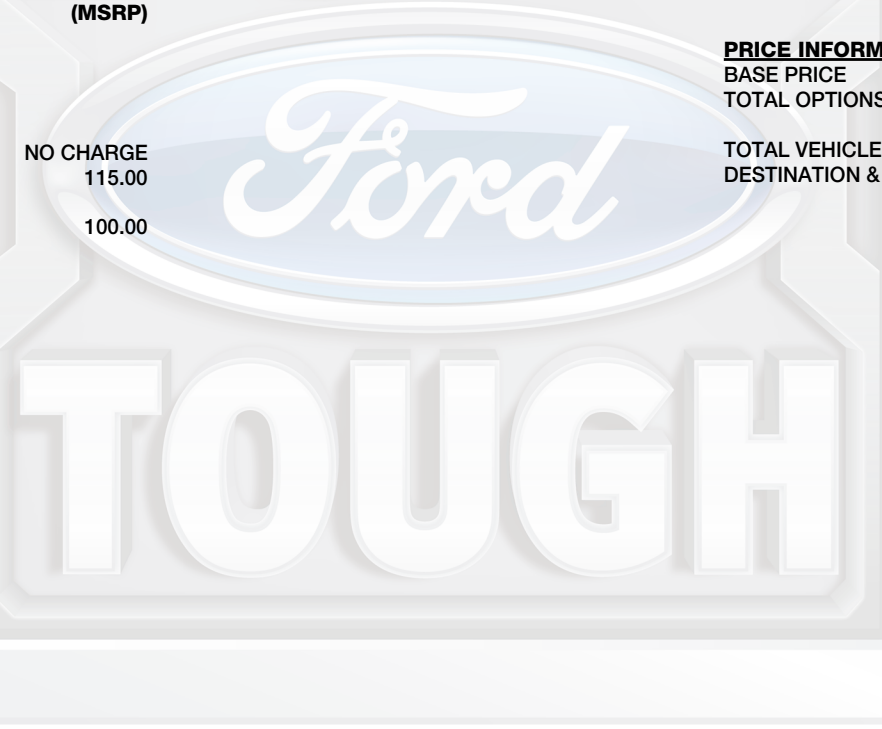 (MSRP)
NO CHARGE
115.00
100.00
PRICE INFORM
BASE PRICE
TOTAL OPTIONS
TOTAL VEHICLE
DESTINATION &
Ford
TOUGH